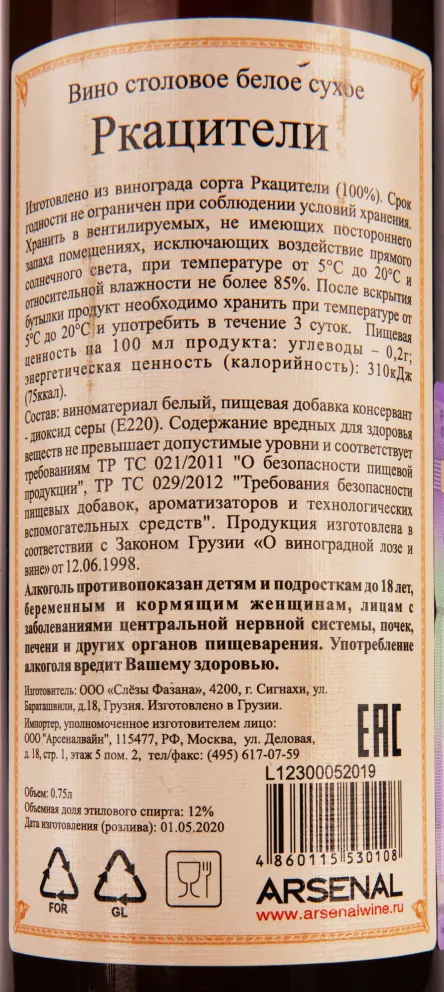 Вино столовое белое сухое
Ркацители
Изготовлено из винограда сорта Ркацители (100%). Срок
годности не ограничен при соблюдении условий хранения.
Хранить в вентилируемых, не имеющих постороннего
запаха помещениях, исключающих воздействие прямого
солнечного света, при температуре от 5°С до 20°С и
относительной влажности не более 85%. После вскрытия
бутылки продукт необходимо хранить при температуре от
5°С до 20°С и употребить в течение 3 суток. Пищевая
ценность на 100 мл продукта: углеводы – 0,2г;
энергетическая ценность (калорийность): 310кДж
(75ккал).
Состав: виноматериал белый, пищевая добавка консервант
- диоксид серы (Е220). Содержание вредных для здоровья
веществ не превышает допустимые уровни и соответствует
требованиям ТР ТС 021/2011 "О безопасности пищевой
продукции", ТР ТС 029/2012 "Требования безопасности
пищевых добавок, ароматизаторов и технологических
вспомогательных средств". Продукция изготовлена в
соответствии с Законом Грузии «О виноградной лозе и
вине» от 12.06.1998.
Алкоголь противопоказан детям и подросткам до 18 лет,
беременным и кормящим женщинам, лицам с
заболеваниями центральной нервной системы, почек,
печени и других органов пищеварения. Употребление
алкоголя вредит Вашему здоровью.
Изготовитель: ООО «Слёзы Фазана», 4200, г. Сигнахи, ул.
Бараташвили, д.18, Грузия. Изготовлено в Грузии.
Импортер, уполномоченное изготовителем лицо:
ООО "Арсеналвайн", 115477, РФ, Москва, ул. Деловая,
д. 18, стр. 1, этаж 5 пом. 2, тел/факс: (495) 617-07-59
EAC
L12300052019
Объем: 0.75л
Объемная доля этилового спирта: 12%
Дата изготовления (розлива): 01.05.2020
4 860115 530108
FOR
GL
ARSENAL
www.arsenalwine.ru